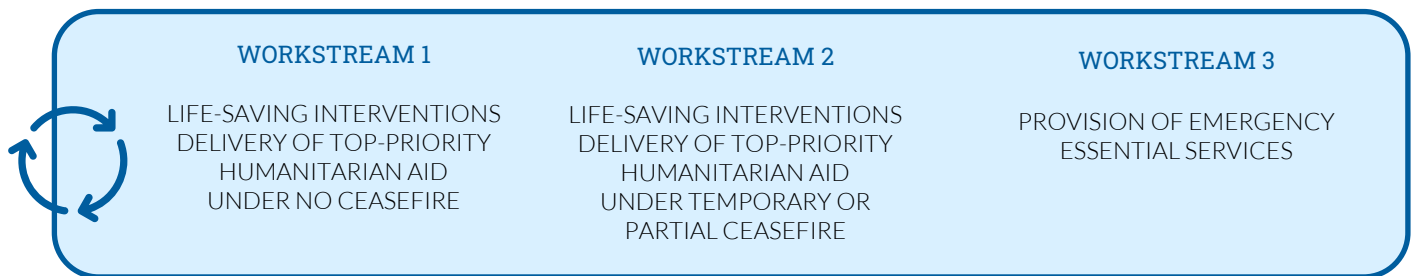 WORKSTREAM 1
LIFE-SAVING INTERVENTIONS
DELIVERY OF TOP-PRIORITY
HUMANITARIAN AID
UNDER NO CEASEFIRE
WORKSTREAM 2
LIFE-SAVING INTERVENTIONS
DELIVERY OF TOP-PRIORITY
HUMANITARIAN AID
UNDER TEMPORARY OR
PARTIAL CEASEFIRE
WORKSTREAM 3
PROVISION OF EMERGENCY
ESSENTIAL SERVICES